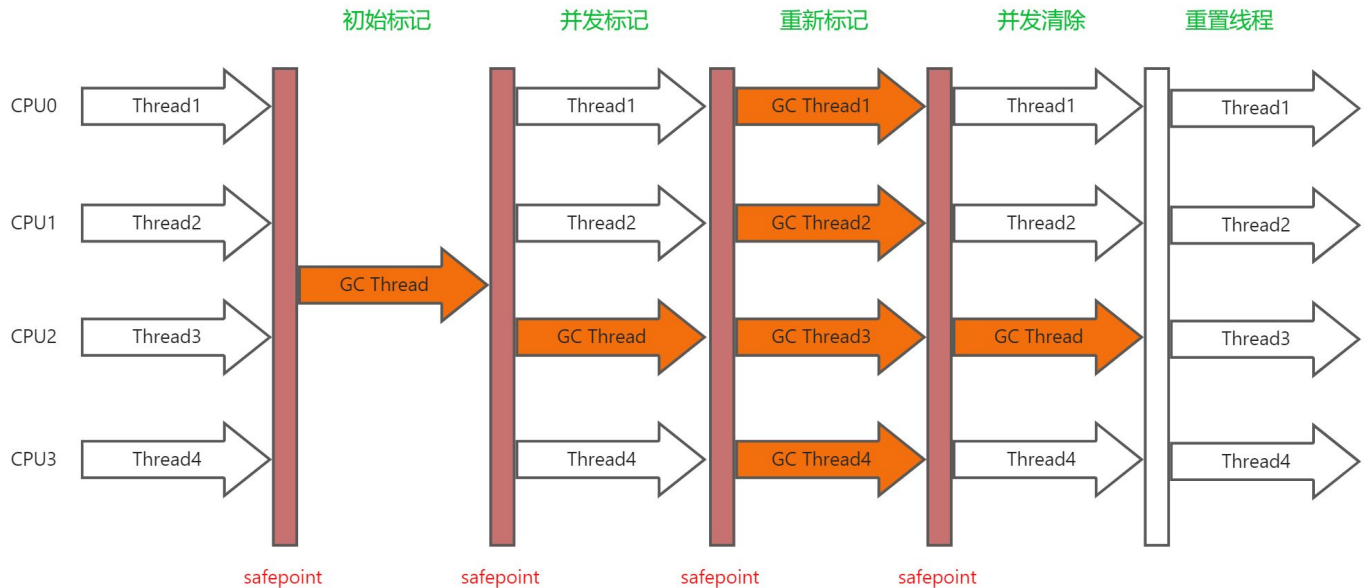 初始标记 并发标记 重新标记 并发清除 重置线程
CPU0 Thread1 Thread1 GC Thread1 Thread1 Thread1
CPU1 Thread2 Thread2 GC Thread2 Thread2 Thread2
GC Thread
CPU2 Thread3 GC Thread GC Thread3 GC Thread Thread3
CPU3 Thread4 Thread4 GC Thread4 Thread4 Thread4
safepoint safepoint safepoint safepoint